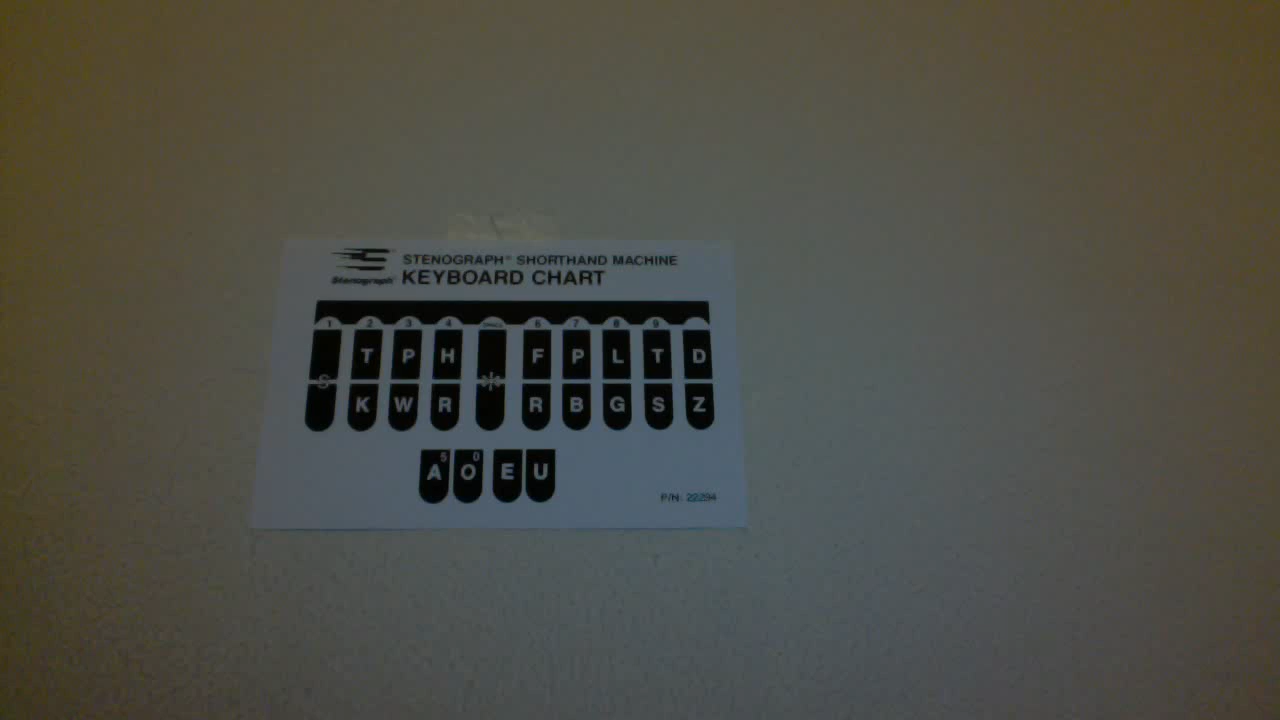 STENOGRAPH® SHORTHAND MACHINE
Stenograph® KEYBOARD CHART
1 2 3 4 6 7 8 9
T P H F P L T D
S *
K W R R B G S Z
5 0
A O E U
P/N: 22294